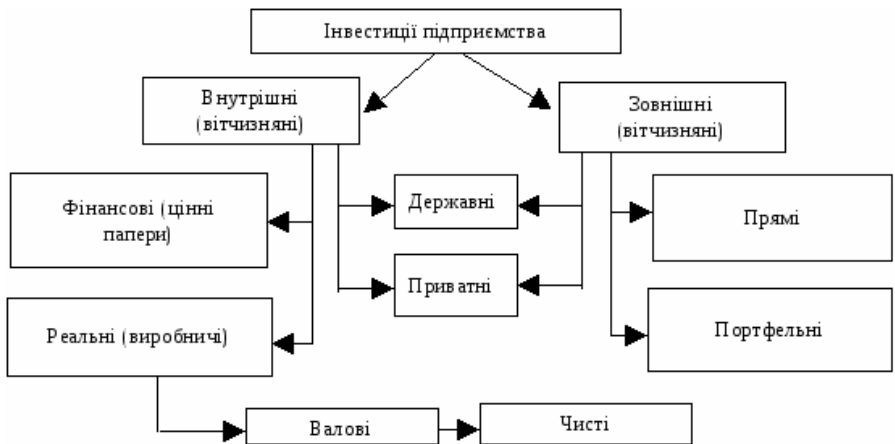 Інвестиції підприємства
Внутрішні
(вітчизняні)
Зовнішні
(вітчизняні)
Фінансові (цінні
папери)
Державні
Прямі
Приватні
Реальні (виробничі)
Портфельні
Валові
Чисті